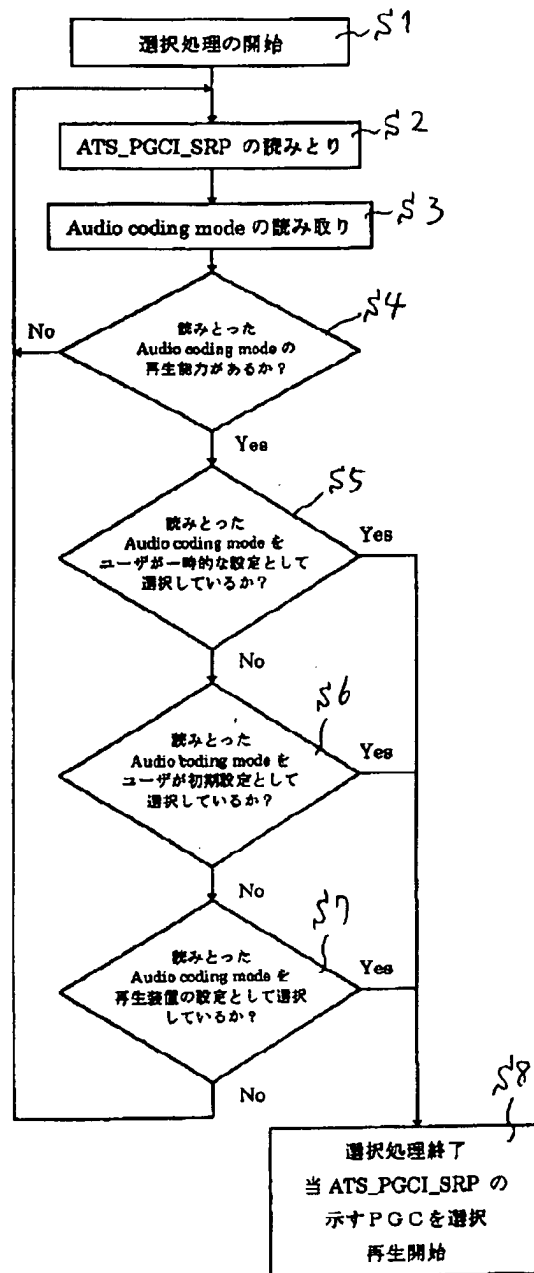 選択処理の開始
S1
ATS_PGCI_SRP の読みとり
S2
Audio coding mode の読み取り
S3
読みとった
Audio coding mode の
再生能力があるか?
S4
No
Yes
読みとった
Audio coding mode を
ユーザが一時的な設定として
選択しているか?
S5
Yes
No
読みとった
Audio coding mode を
ユーザが初期設定として
選択しているか?
S6
Yes
No
読みとった
Audio coding mode を
再生装置の設定として選択
しているか?
S7
Yes
No
S8
選択処理終了
当 ATS_PGCI_SRP の
示すPGCを選択
再生開始